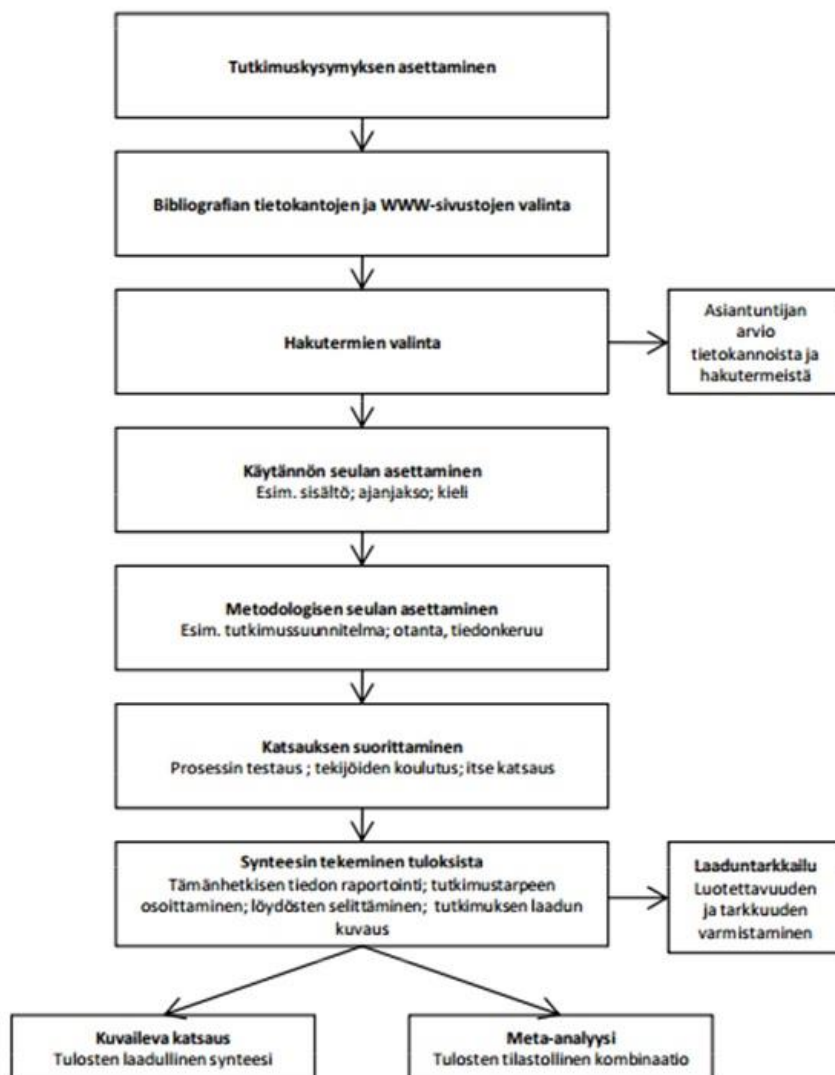 Tutkimuskysymyksen asettaminen
Bibliografian tietokantojen ja WWW-sivustojen valinta
Hakutermien valinta
Asiantuntijan
arvio
tietokannoista ja
hakutermeistä
Käytännön seulan asettaminen
Esim. sisältö; ajanjakso; kieli
Metodologisen seulan asettaminen
Esim. tutkimussuunnitelma; otanta, tiedonkeruu
Katsauksen suorittaminen
Prosessin testaus ; tekijöiden koulutus; itse katsaus
Synteesin tekeminen tuloksista
Tämänhetkisen tiedon raportointi; tutkimustarpeen
osoittaminen; löydösten selittäminen; tutkimuksen laadun
kuvaus
Laaduntarkkailu
Luotettavuuden
ja tarkkuuden
varmistaminen
Kuvaileva katsaus
Tulosten laadullinen synteesi
Meta-analyysi
Tulosten tilastollinen kombinaatio